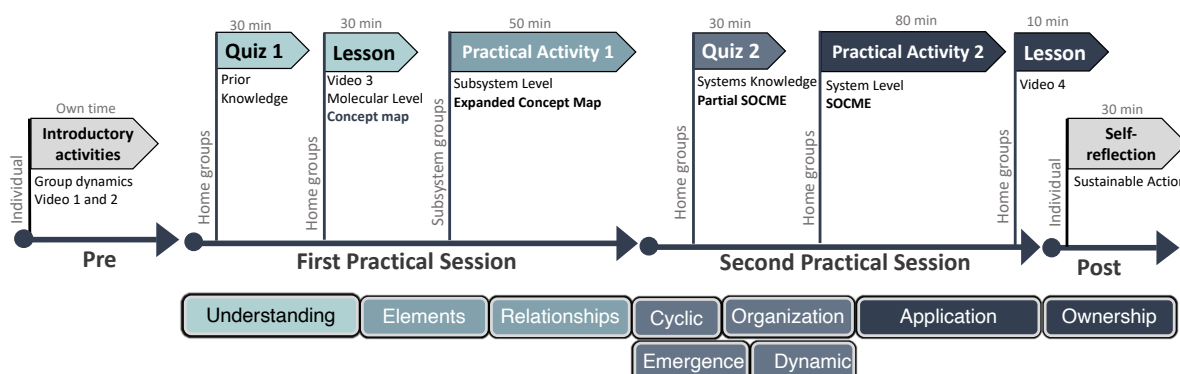 30 min
30 min
50 min
30 min
80 min
10 min
Quiz 1
Lesson
Practical Activity 1
Quiz 2
Practical Activity 2
Lesson
Prior
Knowledge
Video 3
Molecular Level
Concept map
Subsystem Level
Expanded Concept Map
Systems Knowledge
Partial SOCME
System Level
SOCME
Video 4
Own time
Introductory
activities
Group dynamics
Video 1 and 2
30 min
Self-
reflection
Sustainable Action
Individual
Home groups
Home groups
Subsystem groups
Home groups
Home groups
Home groups
Individual
Pre
First Practical Session
Second Practical Session
Post
Understanding
Elements
Relationships
Cyclic
Organization
Application
Ownership
Emergence
Dynamic